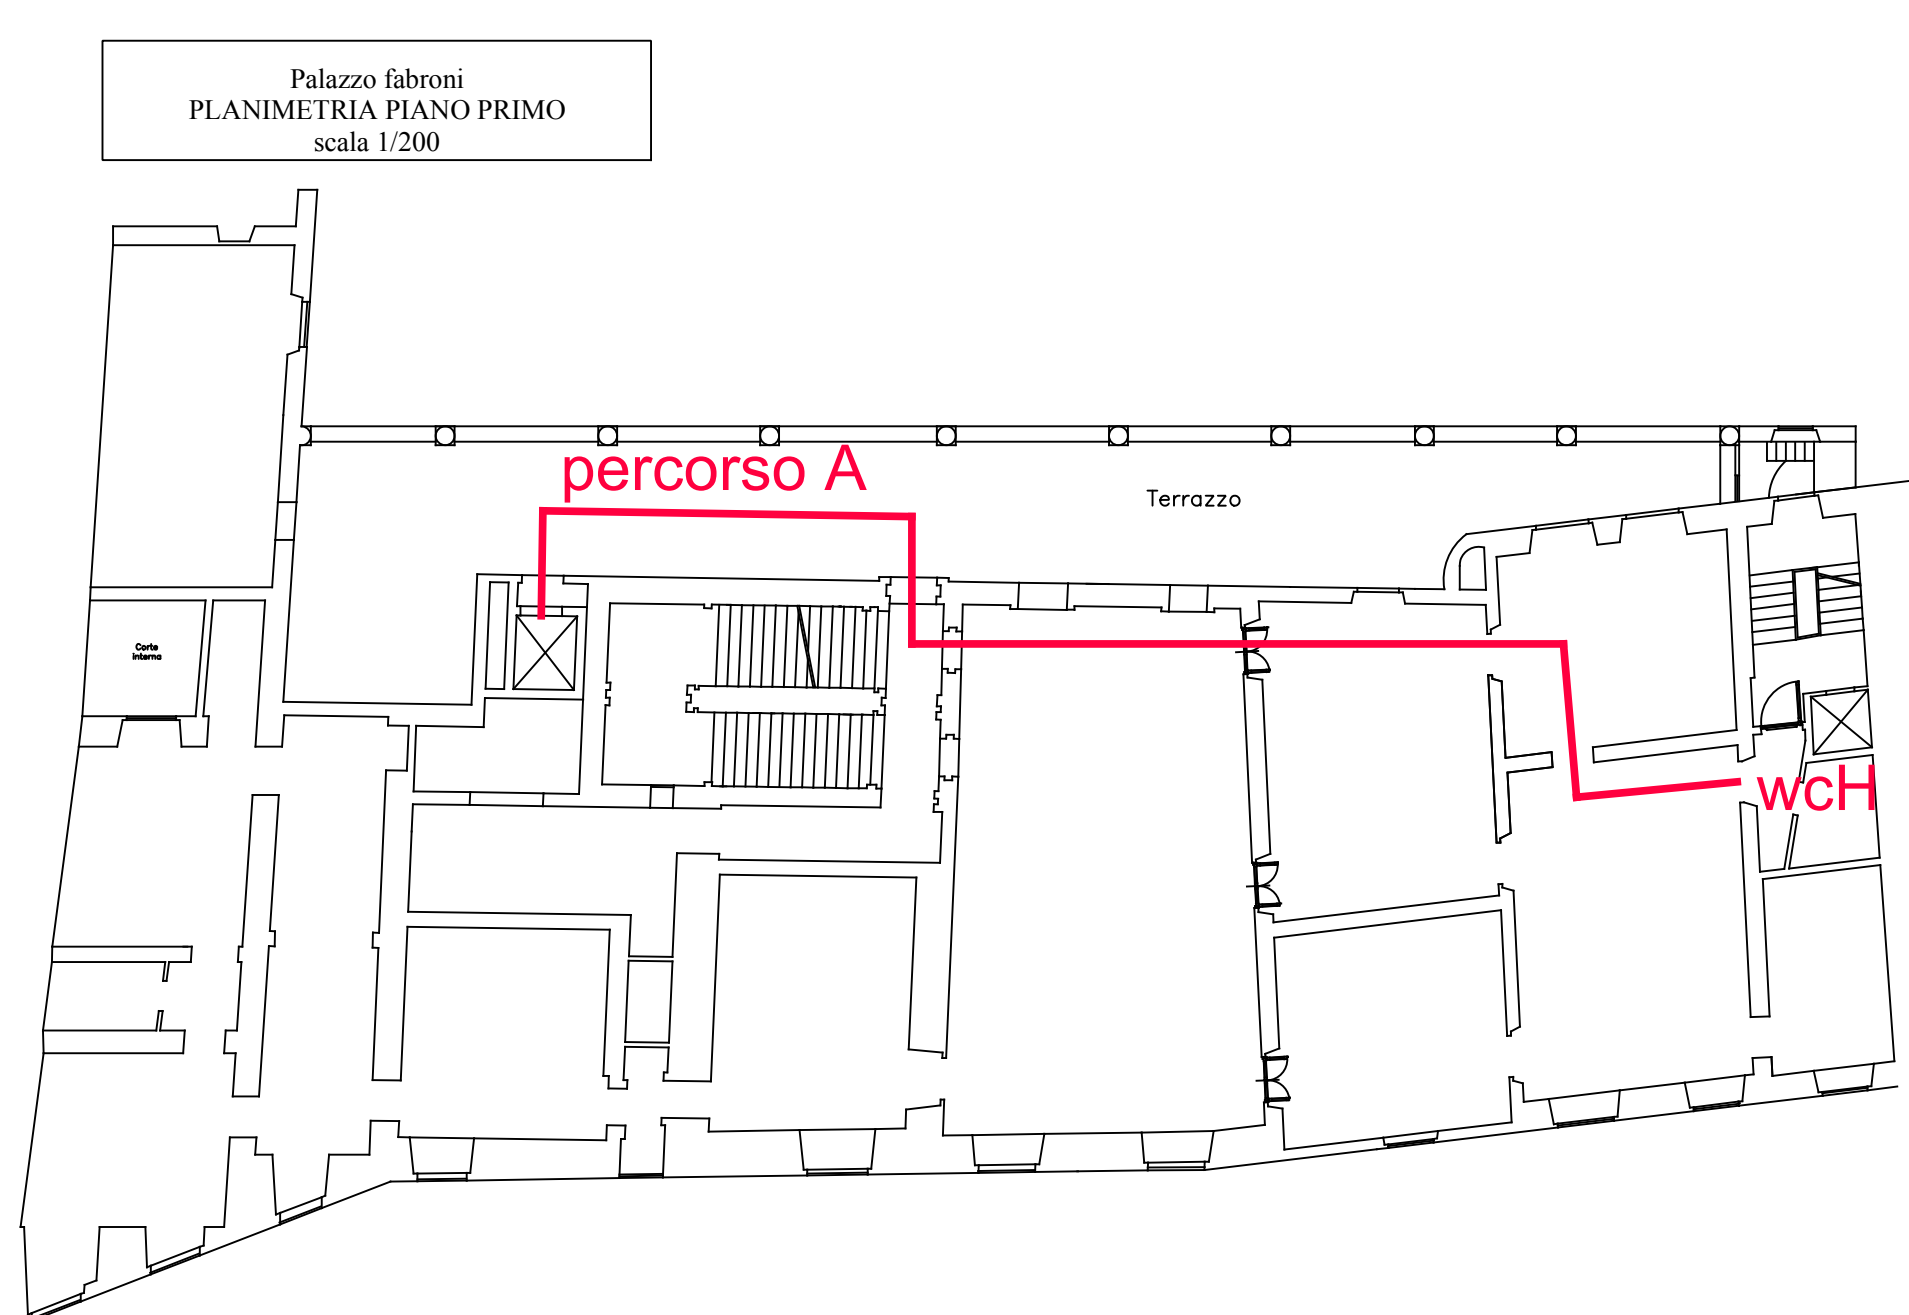 Palazzo fabroni
PLANIMETRIA PIANO PRIMO
scala 1/200
percorso A
Terrazzo
Corte
interna
wcH